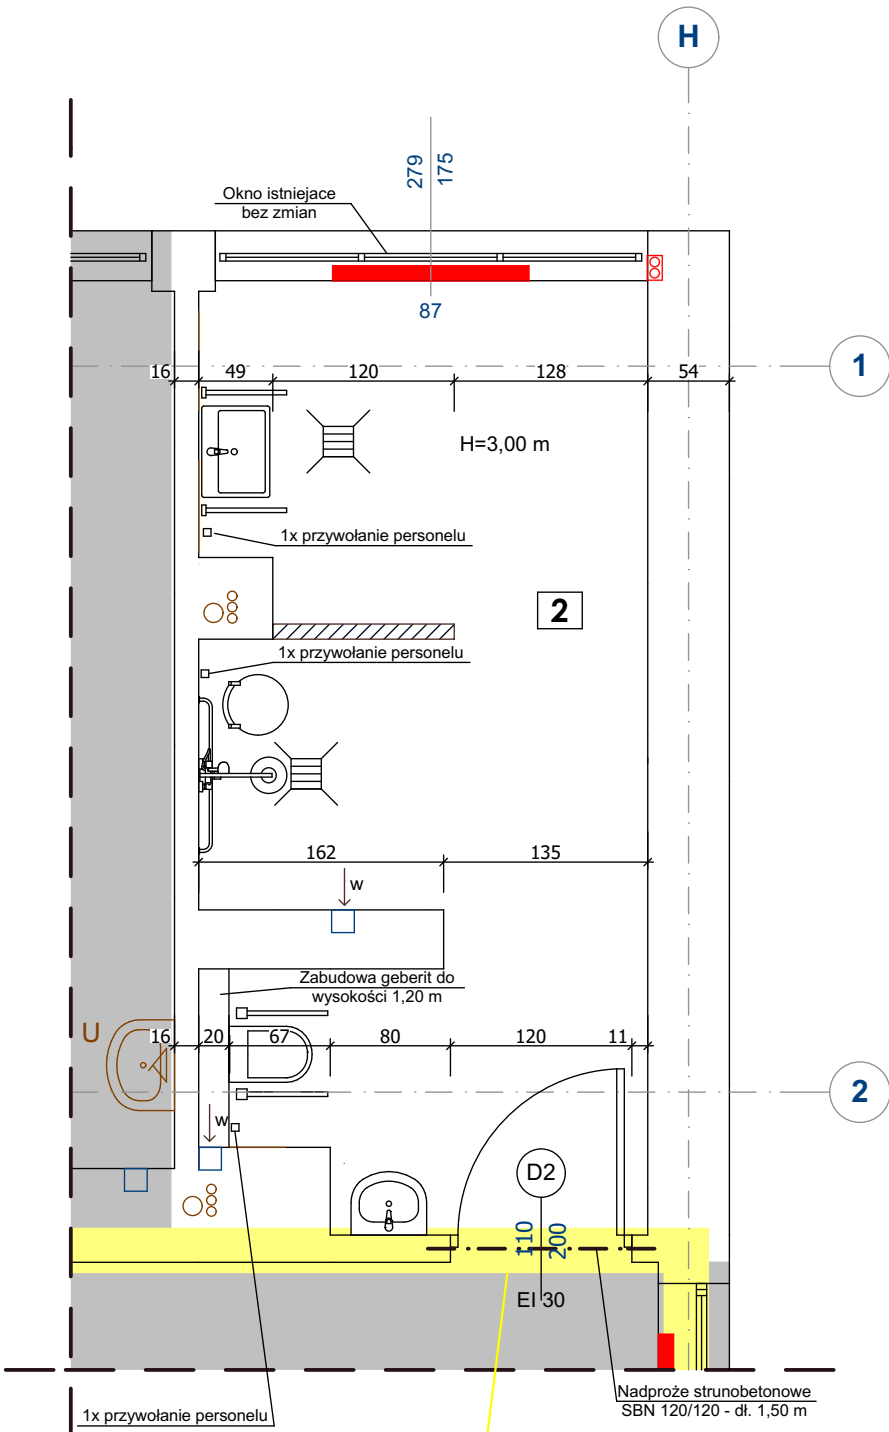 H
279
175
Okno istniejace
bez zmian
87
1
16 49 120 128 54
H=3,00 m
1x przywołanie personelu
2
1x przywołanie personelu
162 135
w
Zabudowa geberit do
wysokości 1,20 m
U
16 20 67 80 120 11
2
w
D2
110
200
EI 30
Nadproże strunobetonowe
SBN 120/120 - dł. 1,50 m
1x przywołanie personelu